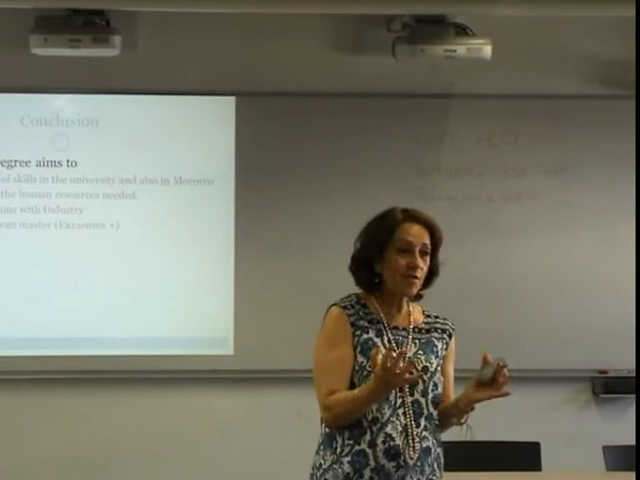 Conclusion
egree aims to
of skills in the university and also in Morocco
the human resources needed.
ons with Industry
ean master (Euraomus +)